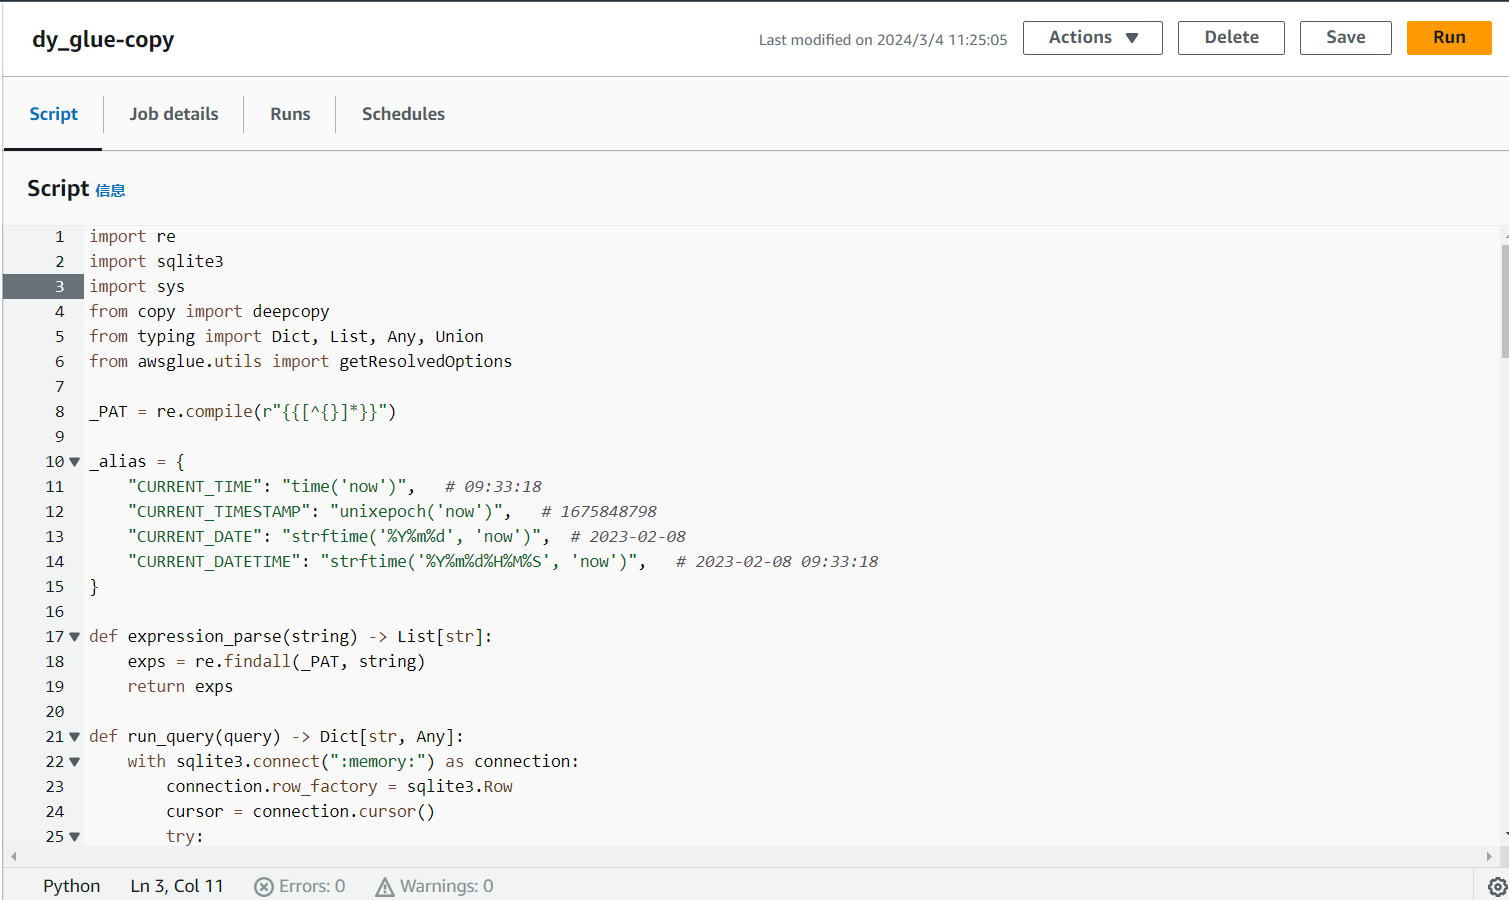 dy_glue-copy
Last modified on 2024/3/4 11:25:05
Actions
Delete
Save
Run
Script
Job details
Runs
Schedules
Script 信息
1 import re
2 import sqlite3
3 import sys
4 from copy import deepcopy
5 from typing import Dict, List, Any, Union
6 from awsglue.utils import getResolvedOptions
7
8 _PAT = re.compile(r"{{[^{}]*}}")
9
10 _alias = {
11     "CURRENT_TIME": "time('now')",   # 09:33:18
12     "CURRENT_TIMESTAMP": "unixepoch('now')",   # 1675848798
13     "CURRENT_DATE": "strftime('%Y%m%d', 'now')",  # 2023-02-08
14     "CURRENT_DATETIME": "strftime('%Y%m%d%H%M%S', 'now')",   # 2023-02-08 09:33:18
15 }
16
17 def expression_parse(string) -> List[str]:
18     exps = re.findall(_PAT, string)
19     return exps
20
21 def run_query(query) -> Dict[str, Any]:
22     with sqlite3.connect(":memory:") as connection:
23         connection.row_factory = sqlite3.Row
24         cursor = connection.cursor()
25         try:
Python Ln 3, Col 11 Errors: 0 Warnings: 0